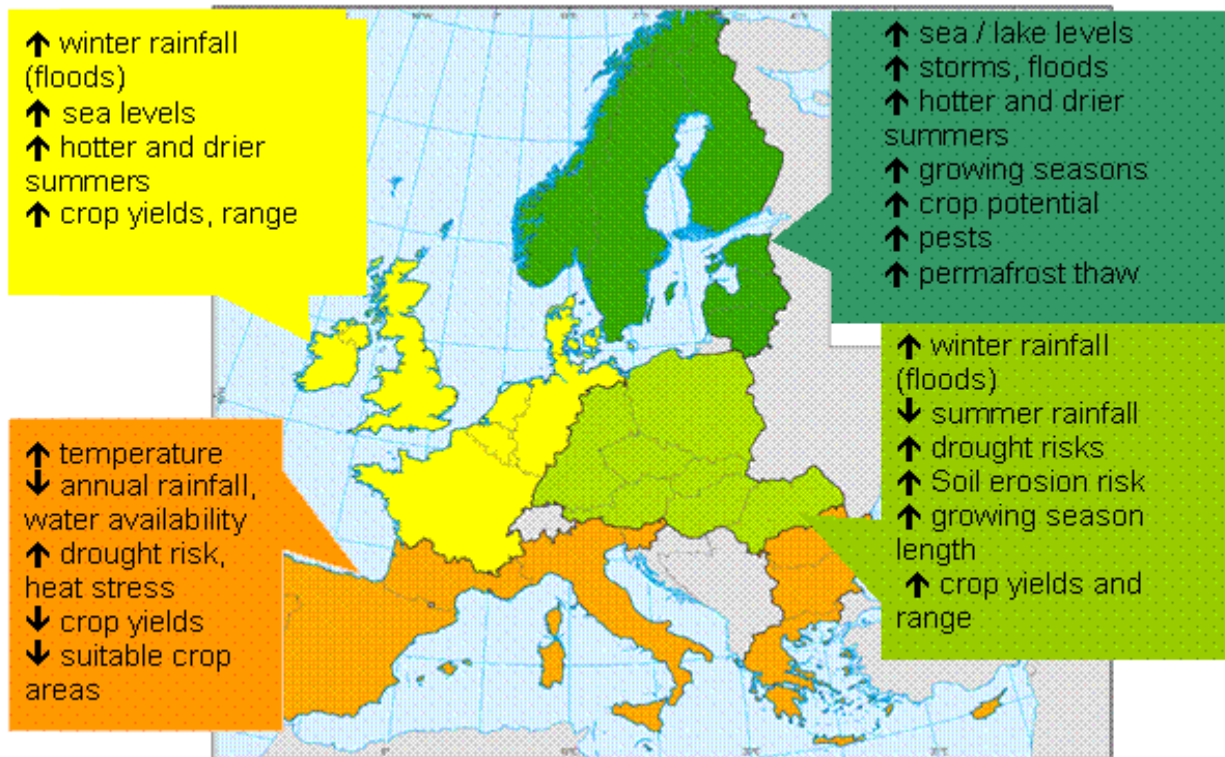 ↑ winter rainfall
(floods)
↑ sea levels
↑ hotter and drier
summers
↑ crop yields, range
↑ sea / lake levels
↑ storms, floods
↑ hotter and drier
summers
↑ growing seasons
↑ crop potential
↑ pests
↑ permafrost thaw
↑ temperature
↓ annual rainfall,
water availability
↑ drought risk,
heat stress
↓ crop yields
↓ suitable crop
areas
↑ winter rainfall
(floods)
↓ summer rainfall
↑ drought risks
↑ Soil erosion risk
↑ growing season
length
↑ crop yields and
range